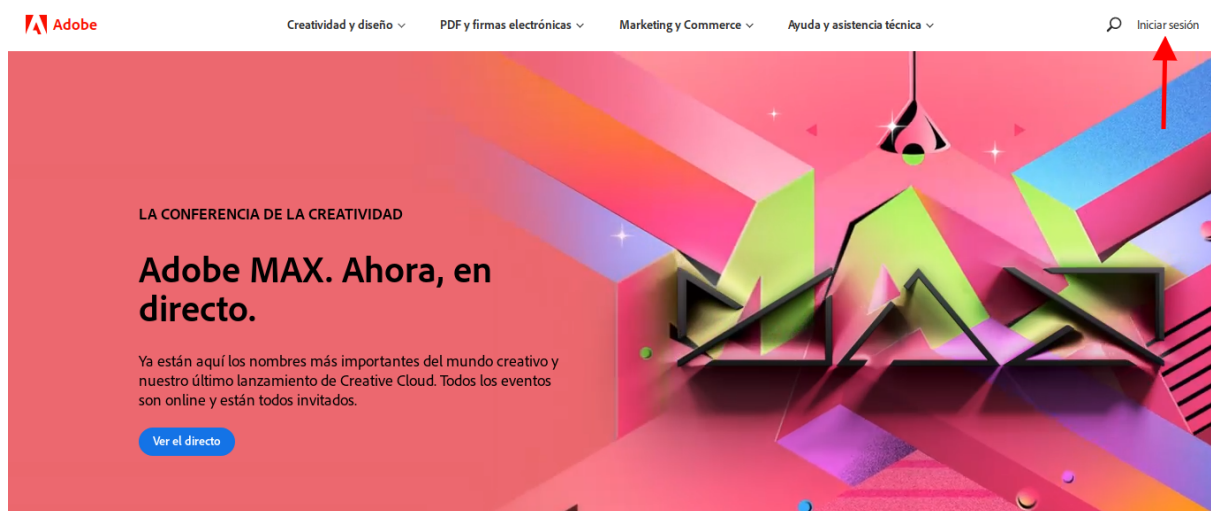 Adobe
Creatividad y diseño
PDF y firmas electrónicas
Marketing y Commerce
Ayuda y asistencia técnica
Iniciar sesión
LA CONFERENCIA DE LA CREATIVIDAD
Adobe MAX. Ahora, en
directo.
Ya están aquí los nombres más importantes del mundo creativo y
nuestro último lanzamiento de Creative Cloud. Todos los eventos
son online y están todos invitados.
Ver el directo
MAX